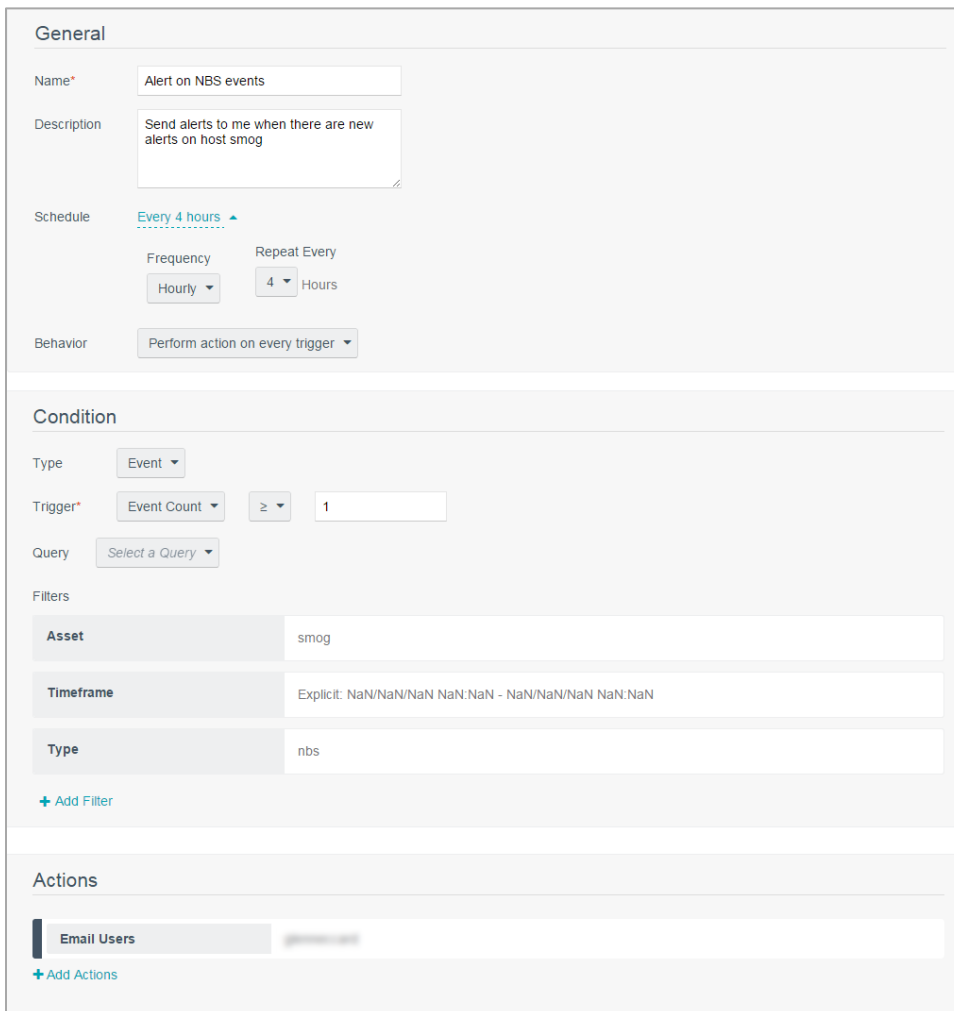 General
Name* Alert on NBS events
Description Send alerts to me when there are new
alerts on host smog
Schedule Every 4 hours
Frequency Repeat Every
Hourly 4 Hours
Behavior Perform action on every trigger
Condition
Type Event
Trigger* Event Count ≥ 1
Query Select a Query
Filters
Asset smog
Timeframe Explicit: NaN/NaN/NaN NaN:NaN - NaN/NaN/NaN NaN:NaN
Type nbs
+ Add Filter
Actions
Email Users
+ Add Actions